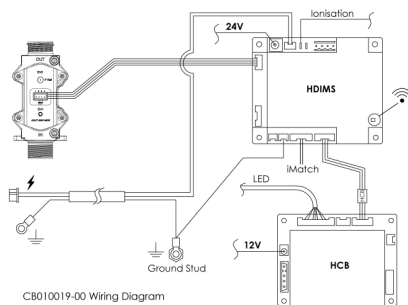 Ionisation
24V
OUT
HDIMS
IN
iMatch
LED
12V
HCB
Ground Stud
CB010019-00 Wiring Diagram